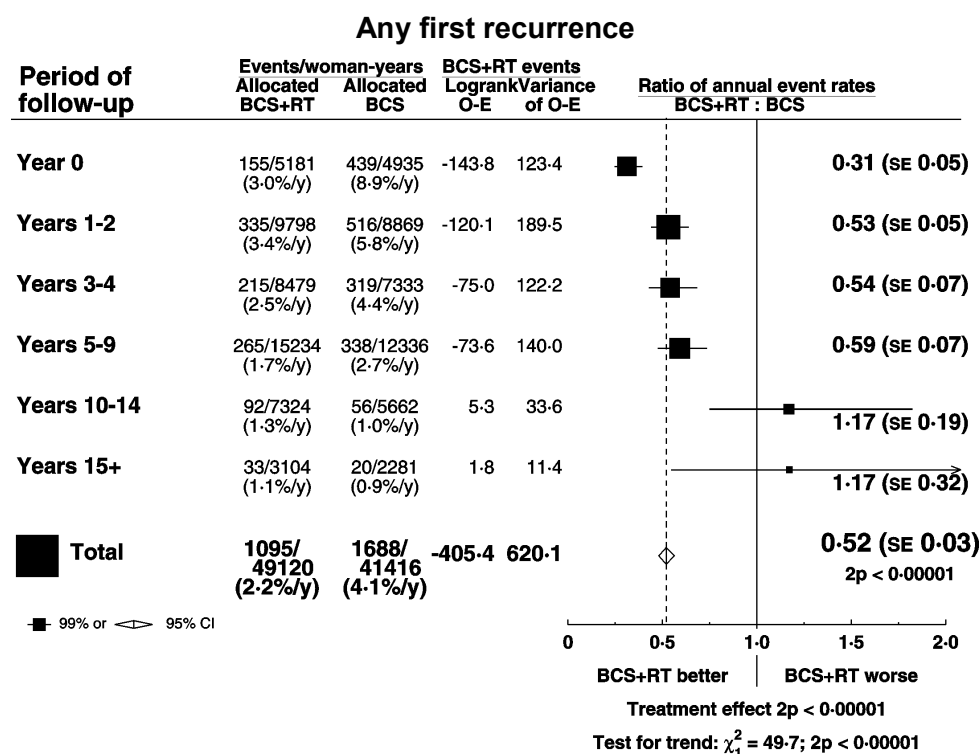 Any first recurrence
Period of follow-up
Events/woman-years
BCS+RT events
Allocated BCS+RT
Allocated BCS
Logrank O-E
Variance of O-E
Ratio of annual event rates
BCS+RT : BCS
Year 0
155/5181
439/4935
-143·8
123·4
0·31 (SE 0·05)
(3·0%/y)
(8·9%/y)
Years 1-2
335/9798
516/8869
-120·1
189·5
0·53 (SE 0·05)
(3·4%/y)
(5·8%/y)
Years 3-4
215/8479
319/7333
-75·0
122·2
0·54 (SE 0·07)
(2·5%/y)
(4·4%/y)
Years 5-9
265/15234
338/12336
-73·6
140·0
0·59 (SE 0·07)
(1·7%/y)
(2·7%/y)
Years 10-14
92/7324
56/5662
5·3
33·6
1·17 (SE 0·19)
(1·3%/y)
(1·0%/y)
Years 15+
33/3104
20/2281
1·8
11·4
1·17 (SE 0·32)
(1·1%/y)
(0·9%/y)
Total
1095/
49120
(2·2%/y)
1688/
41416
(4·1%/y)
-405·4
620·1
0·52 (SE 0·03)
2p < 0·00001
99% or
95% CI
0
0·5
1·0
1·5
2·0
BCS+RT better
BCS+RT worse
Treatment effect 2p < 0·00001
Test for trend: χ²₁ = 49·7; 2p < 0·00001